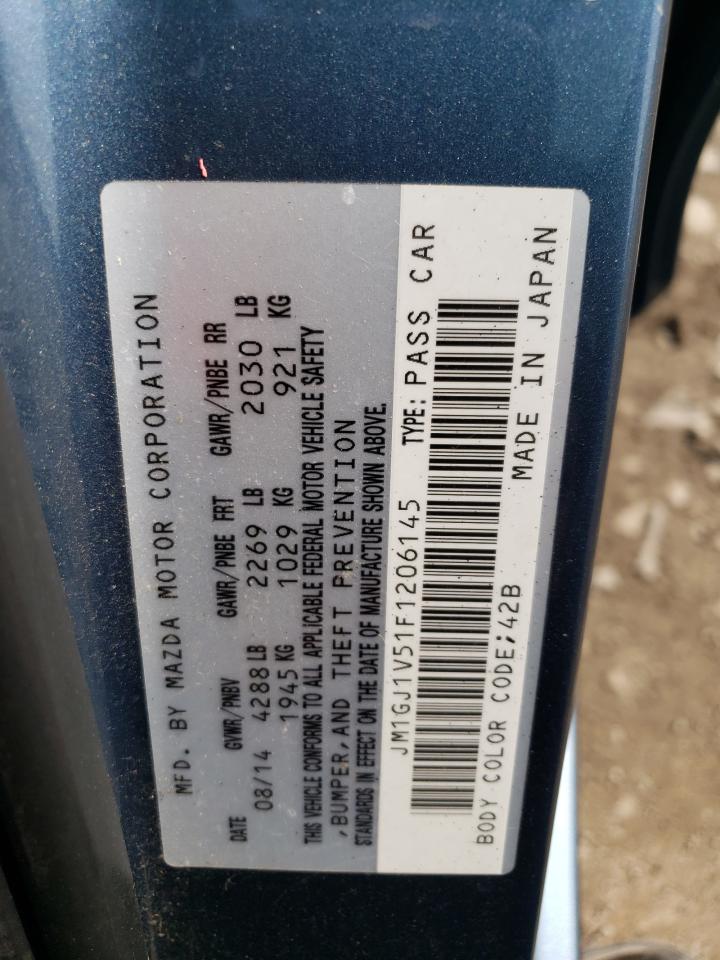 MFD. BY MAZDA MOTOR CORPORATION
DATE GVWR/PNBV GAWR/PNBE FRT GAWR/PNBE RR
08/14 4288 LB 2269 LB 2030 LB
1945 KG 1029 KG 921 KG
THIS VEHICLE CONFORMS TO ALL APPLICABLE FEDERAL MOTOR VEHICLE SAFETY
,BUMPER,AND THEFT PREVENTION
STANDARDS IN EFFECT ON THE DATE OF MANUFACTURE SHOWN ABOVE.
JM1GJ1V51F1206145 TYPE: PASS CAR
BODY COLOR CODE;42B MADE IN JAPAN